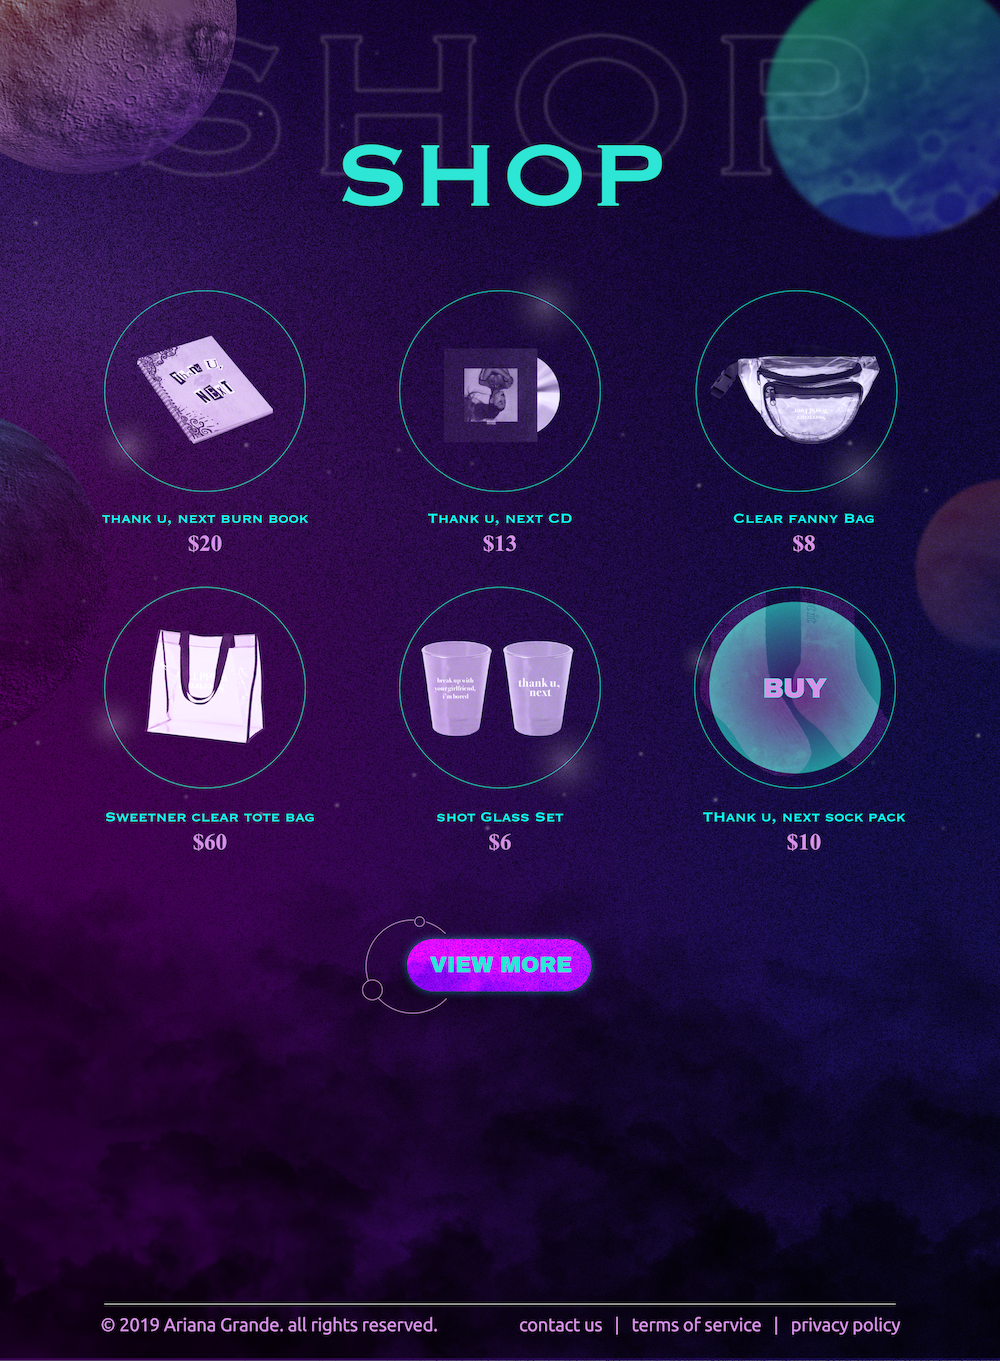 SHOP
SHOP
Thank U,
NEXT
THANK U, NEXT BURN BOOK
$20
THANK U, NEXT CD
$13
CLEAR FANNY BAG
$8
break up with
your girlfriend,
i'm bored
thank u,
next
BUY
SWEETNER CLEAR TOTE BAG
$60
SHOT GLASS SET
$6
THANK U, NEXT SOCK PACK
$10
VIEW MORE
© 2019 Ariana Grande. all rights reserved.
contact us | terms of service | privacy policy